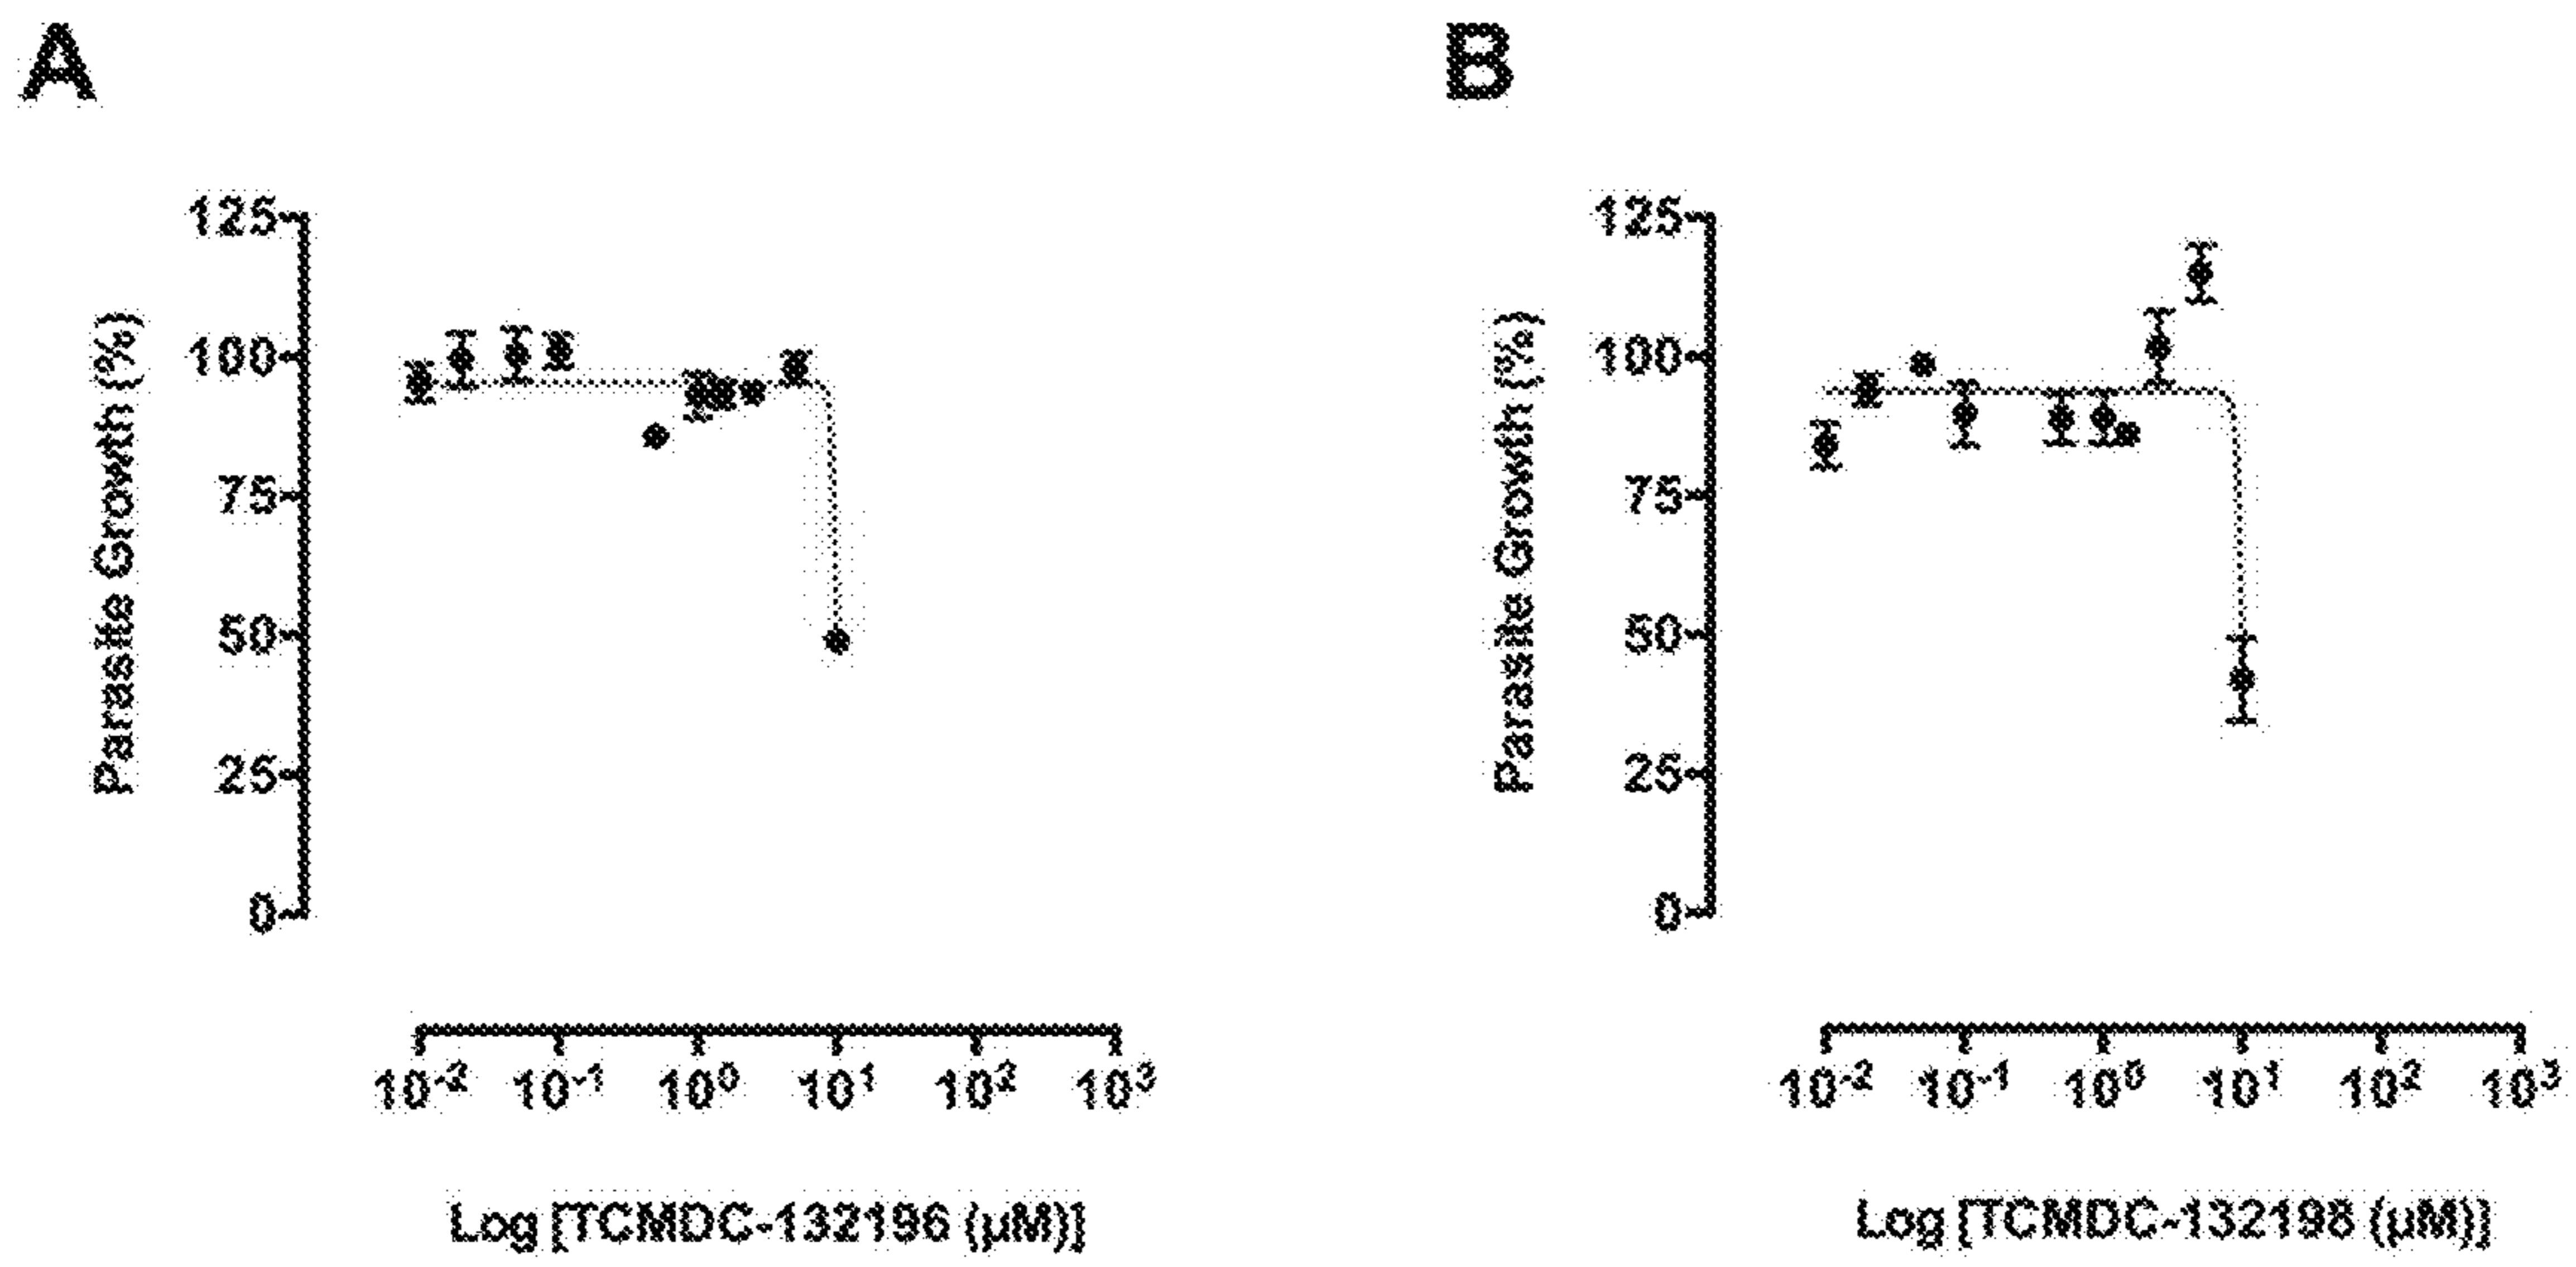 A
B
125
100
75
50
25
0
Parasite Growth (%)
10⁻² 10⁻¹ 10⁰ 10¹ 10² 10³
Log [TCMDC-132196 (µM)]
125
100
75
50
25
0
Parasite Growth (%)
10⁻² 10⁻¹ 10⁰ 10¹ 10² 10³
Log [TCMDC-132198 (µM)]